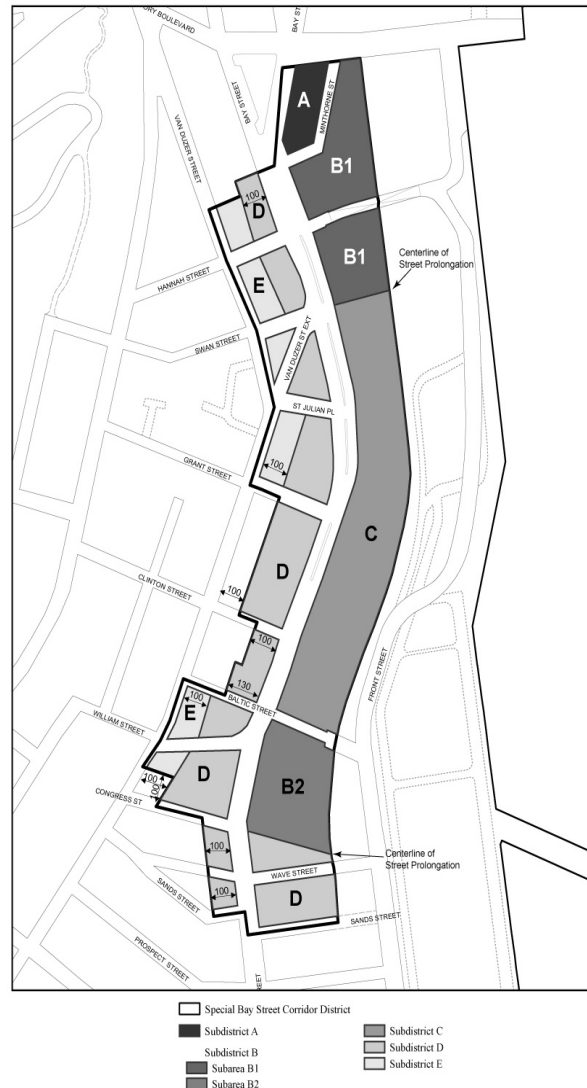 ORY BOULEVARD
BAY ST
BAY STREET
VAN DUZER STREET
A
MINTHORNE ST
B1
100
D
B1
Centerline of
Street Prolongation
HANNAH STREET
E
SWAN STREET
VAN DUZER ST EXT
ST JULIAN PL
GRANT STREET
100
C
D
CLINTON STREET
100
100
130
BALTIC STREET
FRONT STREET
100
E
WILLIAM STREET
D
B2
100
100
CONGRESS ST
100
Centerline of
Street Prolongation
WAVE STREET
100
D
SANDS STREET
SANDS STREET
PROSPECT STREET
REET
Special Bay Street Corridor District
Subdistrict A
Subdistrict C
Subdistrict B
Subdistrict D
Subarea B1
Subdistrict E
Subarea B2